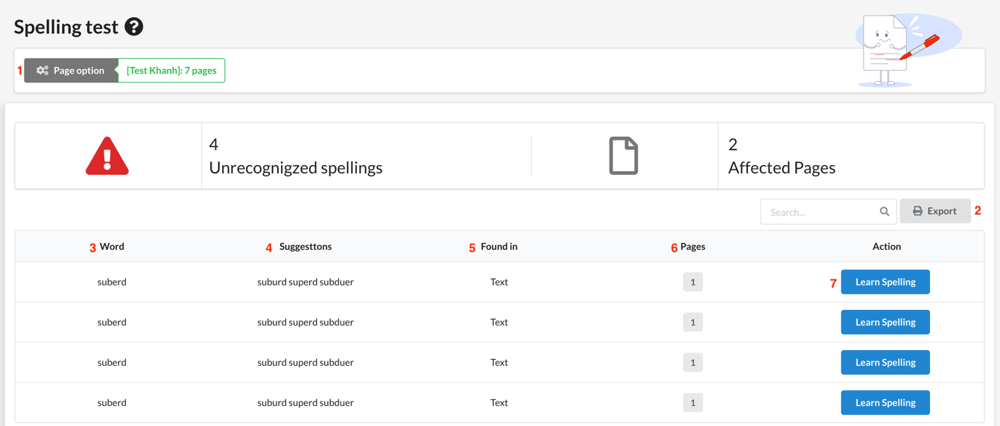 Spelling test ?
1 Page option [Test Khanh]: 7 pages
4
Unrecognigzed spellings
2
Affected Pages
Search... Export 2
3 Word 4 Suggesttons 5 Found in 6 Pages Action
suberd suburd superd subduer Text 1 7 Learn Spelling
suberd suburd superd subduer Text 1 Learn Spelling
suberd suburd superd subduer Text 1 Learn Spelling
suberd suburd superd subduer Text 1 Learn Spelling